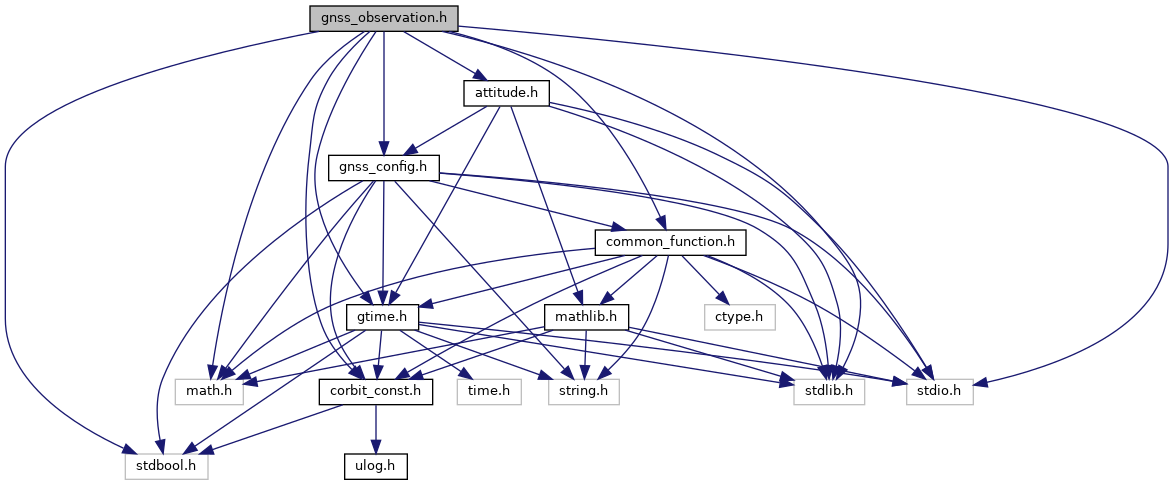 gnss_observation.h
attitude.h
gnss_config.h
common_function.h
gtime.h
mathlib.h
ctype.h
math.h
corbit_const.h
time.h
string.h
stdlib.h
stdio.h
stdbool.h
ulog.h